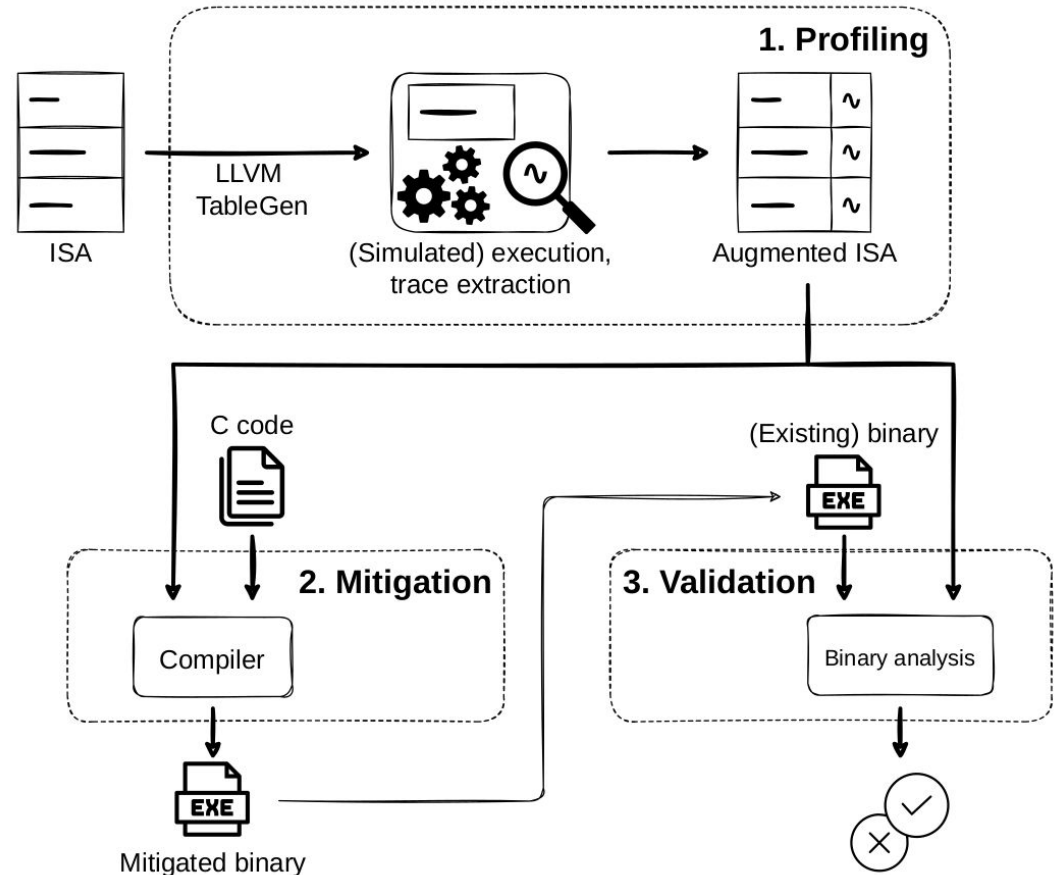 1. Profiling
LLVM
TableGen
ISA
(Simulated) execution,
trace extraction
Augmented ISA
C code
(Existing) binary
EXE
2. Mitigation
3. Validation
Compiler
Binary analysis
EXE
Mitigated binary